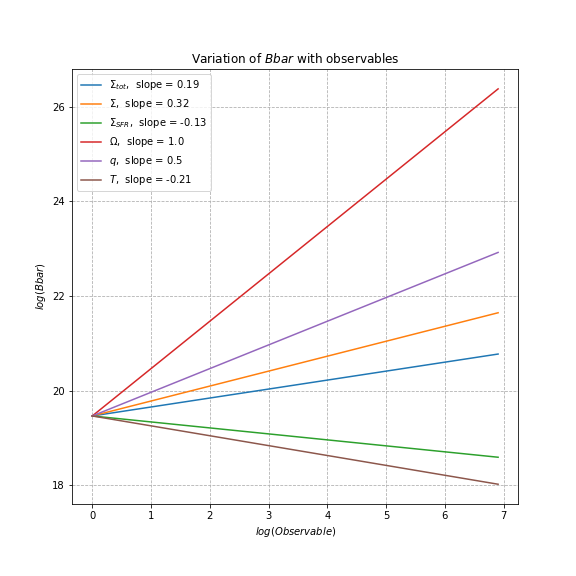 Variation of Bbar with observables
Σtot, slope = 0.19
Σ, slope = 0.32
ΣSFR, slope = -0.13
Ω, slope = 1.0
q, slope = 0.5
T, slope = -0.21
log(Bbar)
26
24
22
20
18
0 1 2 3 4 5 6 7
log(Observable)